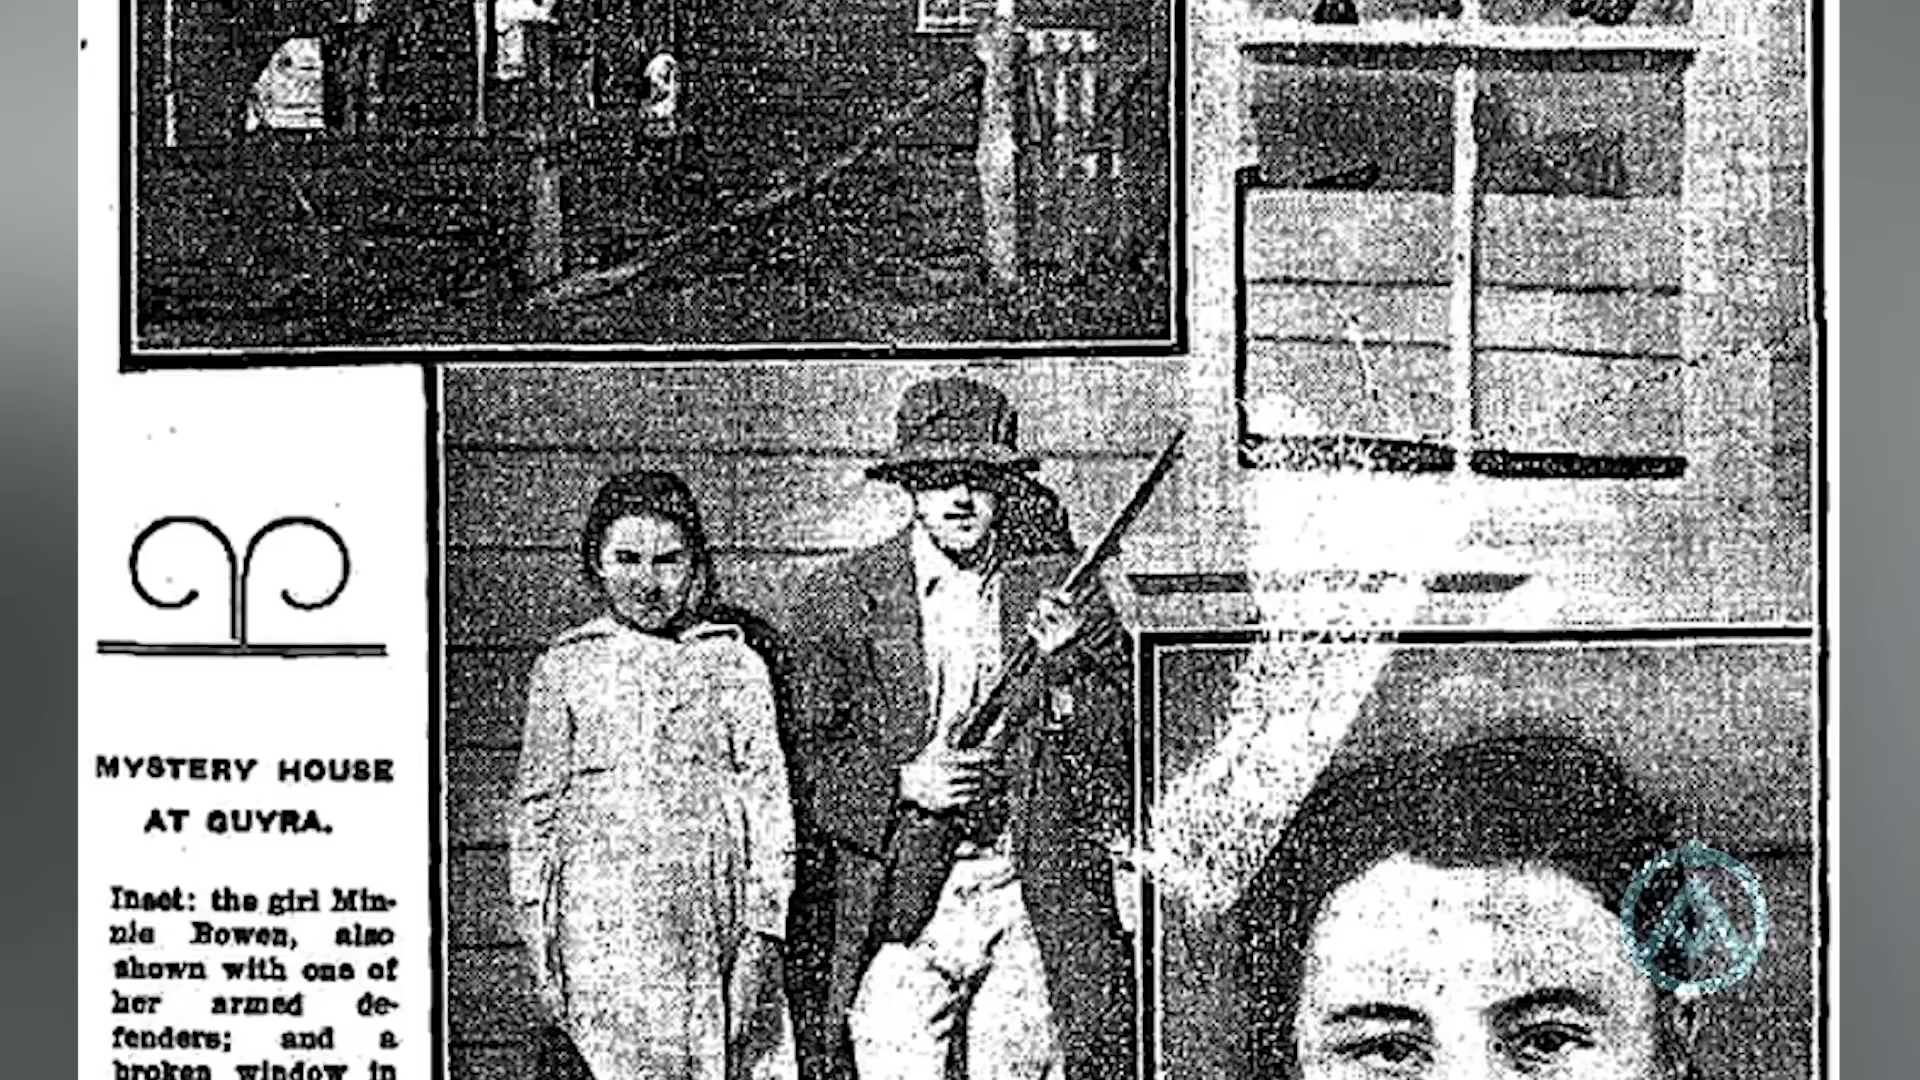 MYSTERY HOUSE
AT GUYRA.
Inset: the girl Min-
nie Bowen, also
shown with one of
her armed de-
fenders; and a
broken window in